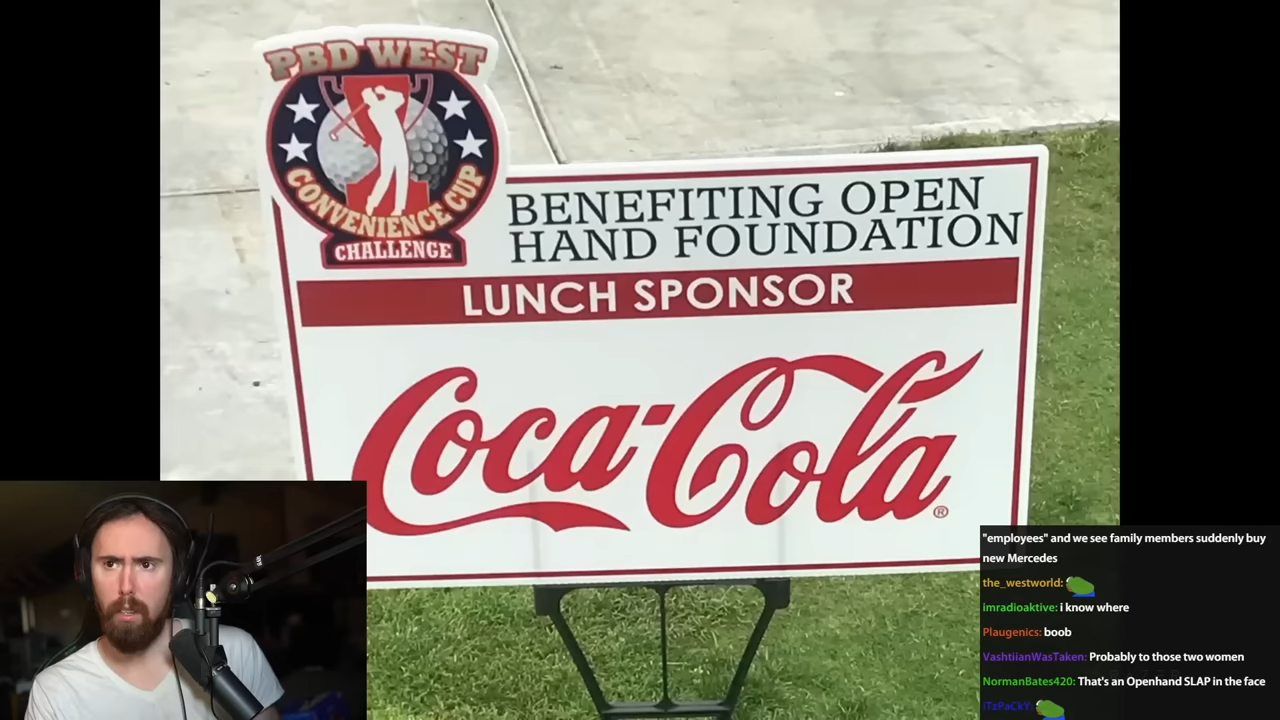 PBD WEST
CONVENIENCE CUP
CHALLENGE
BENEFITING OPEN
HAND FOUNDATION
LUNCH SPONSOR
Coca-Cola
®
"employees" and we see family members suddenly buy
new Mercedes
the_westworld:
imradioaktive: i know where
Plaugenics: boob
VashtiianWasTaken: Probably to those two women
NormanBates420: That's an Openhand SLAP in the face
iTzPaCkY: